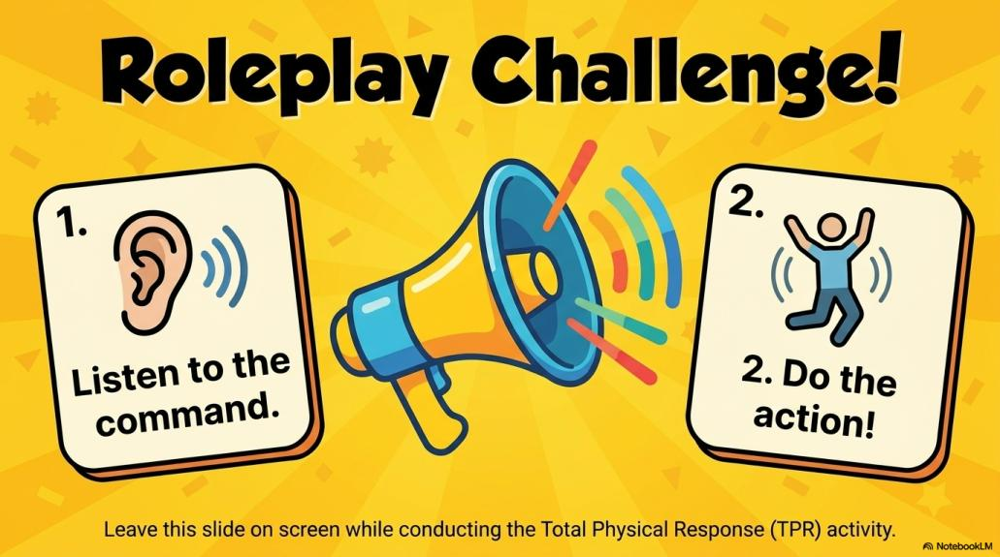 Roleplay Challenge!
1.
Listen to the
command.
2.
2. Do the
action!
Leave this slide on screen while conducting the Total Physical Response (TPR) activity.
NotebookLM